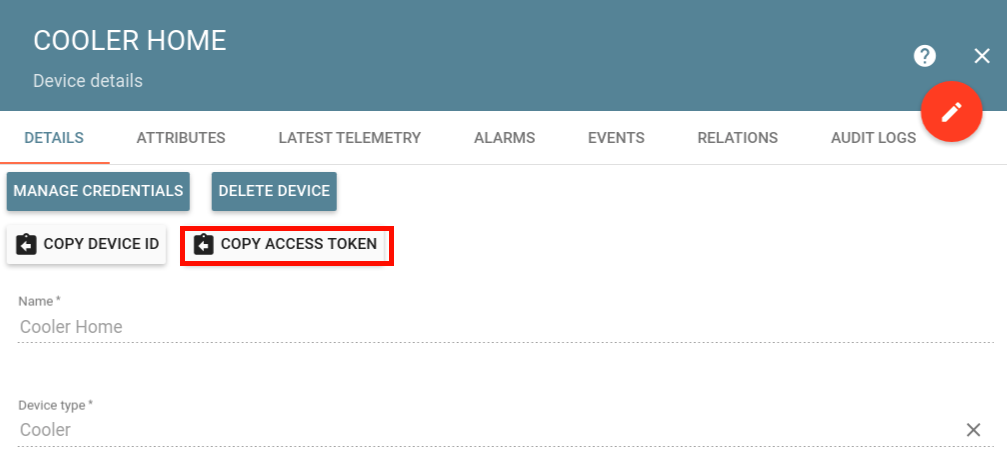 COOLER HOME
Device details
DETAILS ATTRIBUTES LATEST TELEMETRY ALARMS EVENTS RELATIONS AUDIT LOGS
MANAGE CREDENTIALS DELETE DEVICE
COPY DEVICE ID COPY ACCESS TOKEN
Name *
Cooler Home
Device type *
Cooler